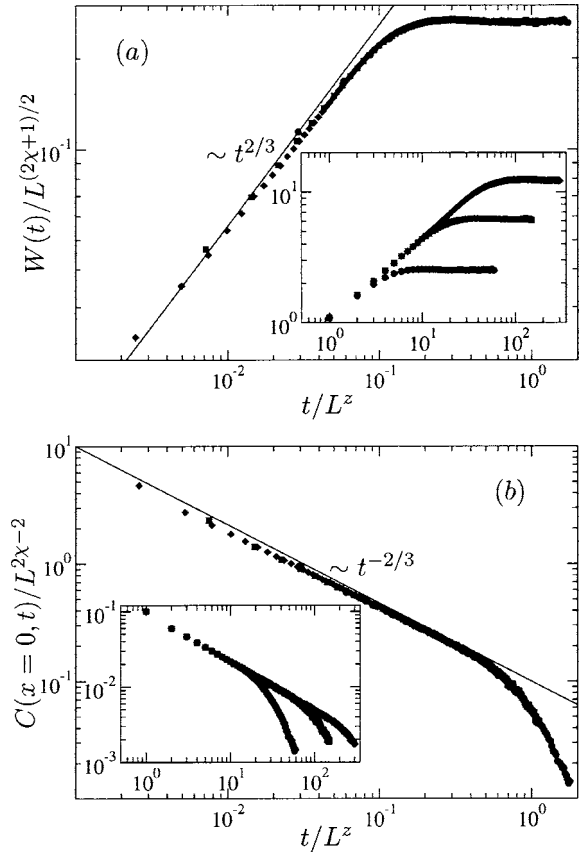 (a)
W(t)/L^{(2χ+1)/2}
10^{-1}
∼ t^{2/3}
10^1
10^0
10^0 10^1 10^2
10^{-2} 10^{-1} 10^0
t/L^z
(b)
C(x = 0, t)/L^{2χ−2}
10^1
10^0
10^{-1}
∼ t^{−2/3}
10^{-1}
10^{-2}
10^{-3}
10^0 10^1 10^2
10^{-2} 10^{-1} 10^0
t/L^z